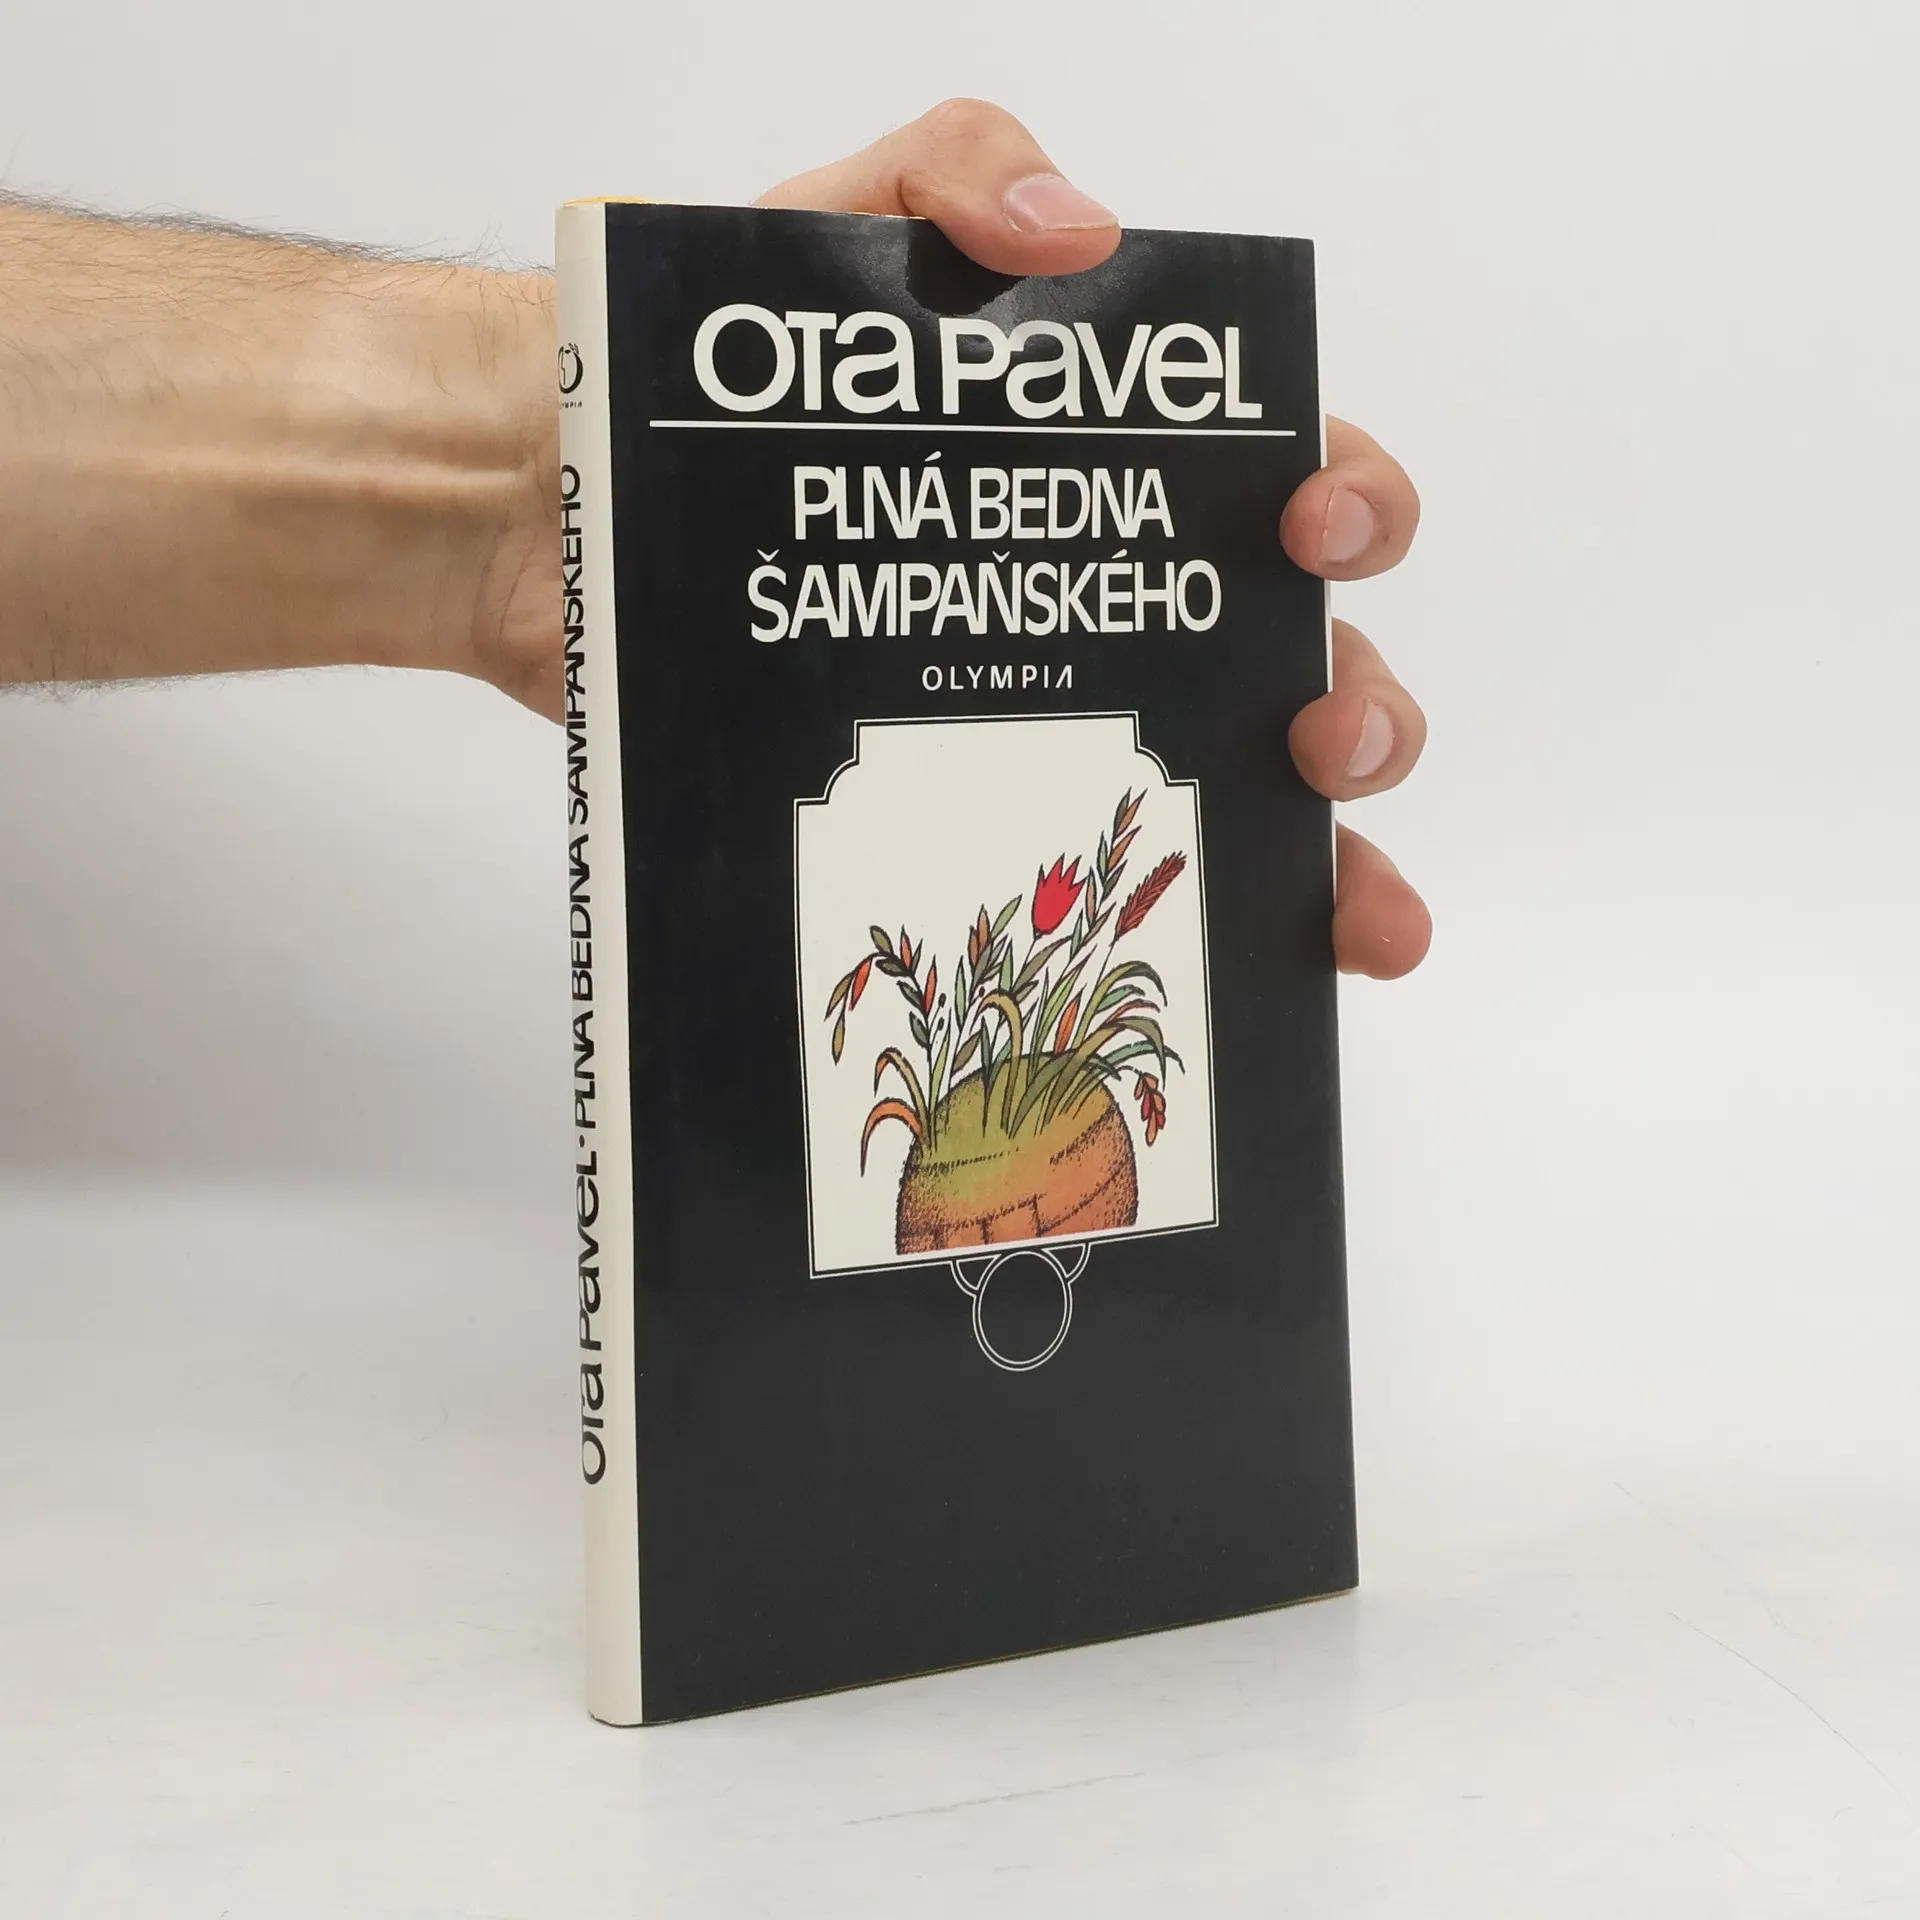 OTA PAVEL
PLNÁ BEDNA
ŠAMPAŇSKÉHO
OLYMPIA
OTA PAVEL · PLNÁ BEDNA ŠAMPAŇSKÉHO
OLYMPIA